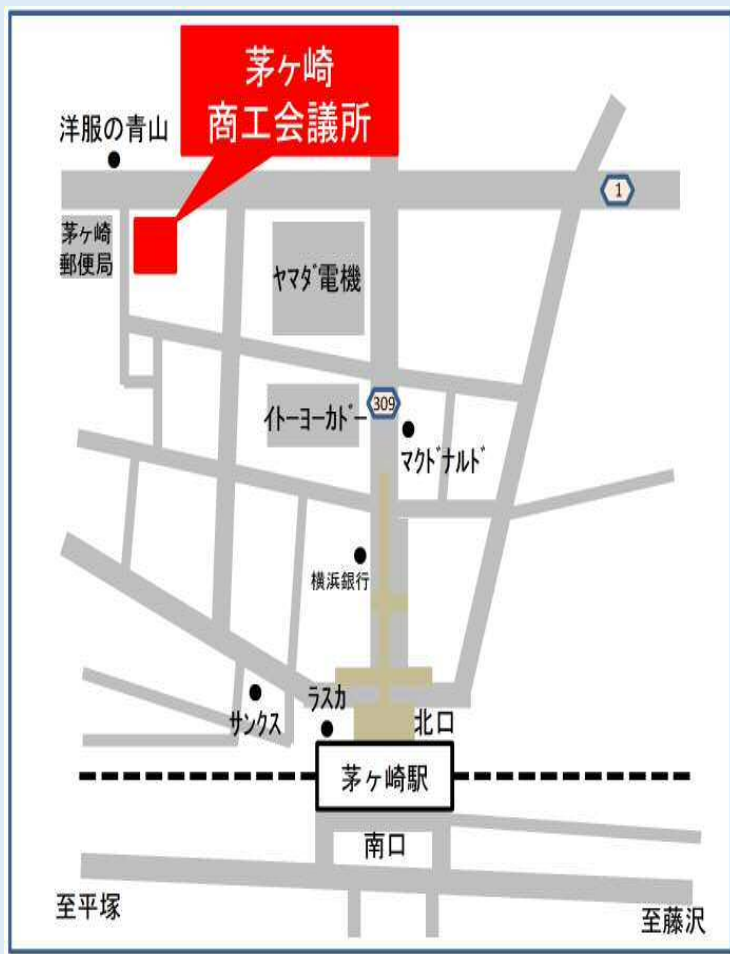 茅ヶ崎
商工会議所
洋服の青山
1
茅ヶ崎
郵便局
ヤマダ電機
イトーヨーカドー
309
マクドナルド
横浜銀行
サンクス
ラスカ
北口
茅ヶ崎駅
南口
至平塚
至藤沢